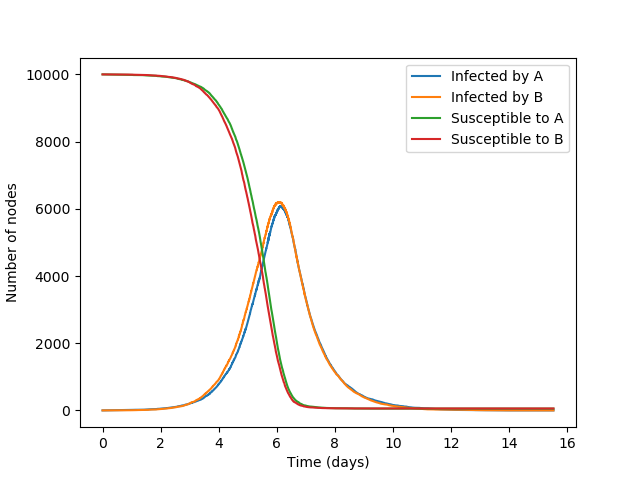 Infected by A
Infected by B
Susceptible to A
Susceptible to B
10000
8000
6000
4000
2000
0
Number of nodes
0 2 4 6 8 10 12 14 16
Time (days)